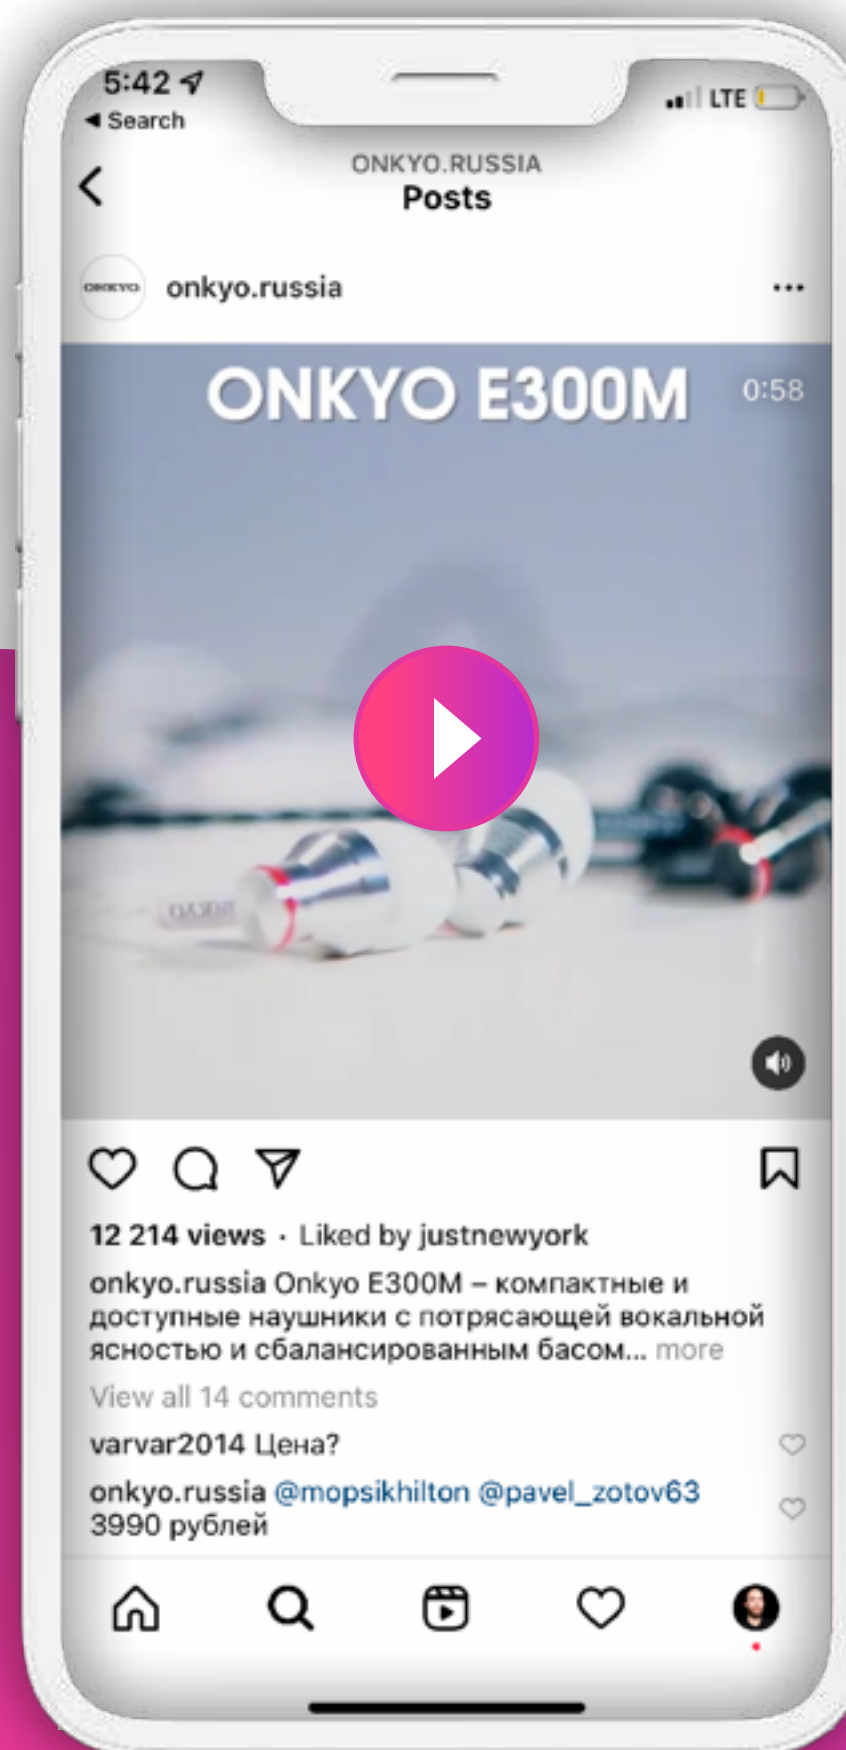 5:42
LTE
Search
ONKYO.RUSSIA
Posts
ONKYO
onkyo.russia
ONKYO E300M
0:58
ONKYO
12 214 views · Liked by justnewyork
onkyo.russia Onkyo E300M – компактные и
доступные наушники с потрясающей вокальной
ясностью и сбалансированным басом... more
View all 14 comments
varvar2014 Цена?
onkyo.russia @mopsikhilton @pavel_zotov63
3990 рублей